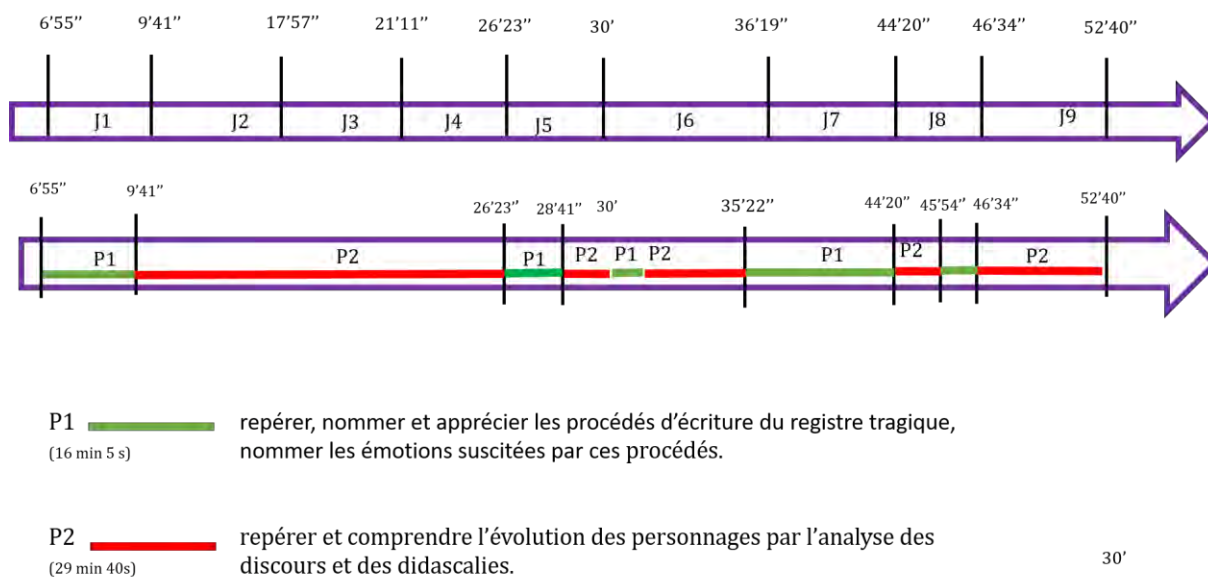 6’55’’ 9’41’’ 17’57’’ 21’11’’ 26’23’’ 30’ 36’19’’ 44’20’’ 46’34’’ 52’40’’
J1 J2 J3 J4 J5 J6 J7 J8 J9
6’55’’ 9’41’’ 26’23’’ 28’41’’ 30’ 35’22’’ 44’20’’ 45’54’’ 46’34’’ 52’40’’
P1 P2 P1 P2 P1 P2 P1 P2 P2
P1 repérer, nommer et apprécier les procédés d’écriture du registre tragique,
(16 min 5 s) nommer les émotions suscitées par ces procédés.
P2 repérer et comprendre l’évolution des personnages par l’analyse des
(29 min 40s) discours et des didascalies.
30’